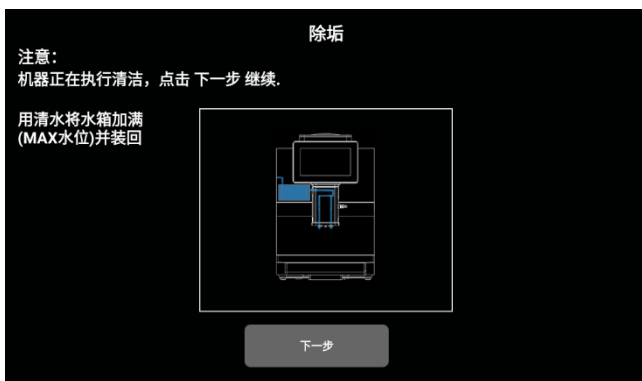 除垢
注意：
机器正在执行清洁，点击 下一步 继续.
用清水将水箱加满
(MAX水位)并装回
下一步